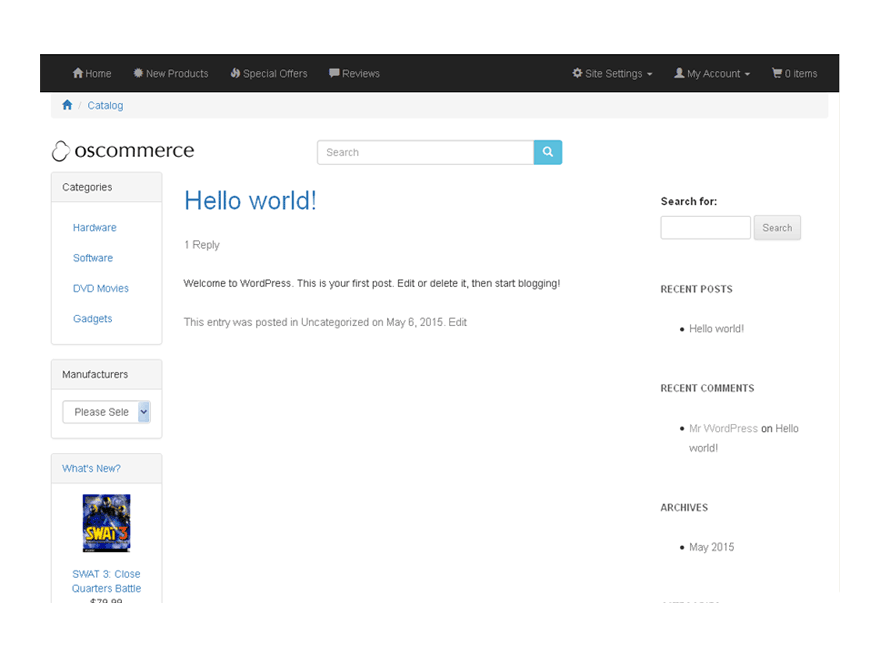 Home New Products Special Offers Reviews Site Settings My Account 0 items
/ Catalog
oscommerce
Search
Categories
Hardware
Software
DVD Movies
Gadgets
Manufacturers
Please Sele
What's New?
SWAT 3
SWAT 3: Close
Quarters Battle
$79.99
Hello world!
1 Reply
Welcome to WordPress. This is your first post. Edit or delete it, then start blogging!
This entry was posted in Uncategorized on May 6, 2015. Edit
Search for:
Search
RECENT POSTS
Hello world!
RECENT COMMENTS
Mr WordPress on Hello
world!
ARCHIVES
May 2015